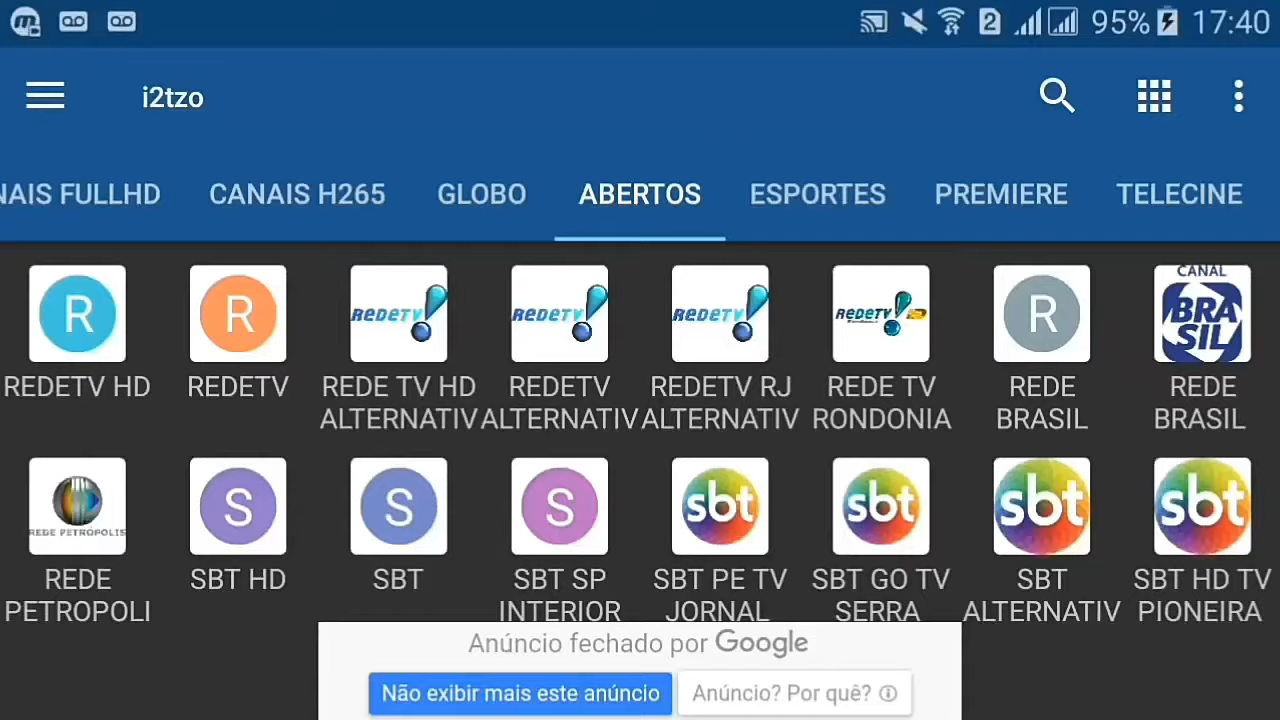 2 95% 17:40
i2tzo
NAIS FULLHD CANAIS H265 GLOBO ABERTOS ESPORTES PREMIERE TELECINE
R R REDETV! REDETV! REDETV! REDETV! R CANAL BRASIL
REDETV HD REDETV REDE TV HD ALTERNATIV REDETV ALTERNATIV REDETV RJ ALTERNATIV REDE TV RONDONIA REDE BRASIL REDE BRASIL
REDE PETRÓPOLIS S S S sbt sbt sbt sbt
REDE PETROPOLI SBT HD SBT SBT SP INTERIOR SBT PE TV JORNAL SBT GO TV SERRA SBT ALTERNATIV SBT HD TV PIONEIRA
Anúncio fechado por Google
Não exibir mais este anúncio Anúncio? Por quê?